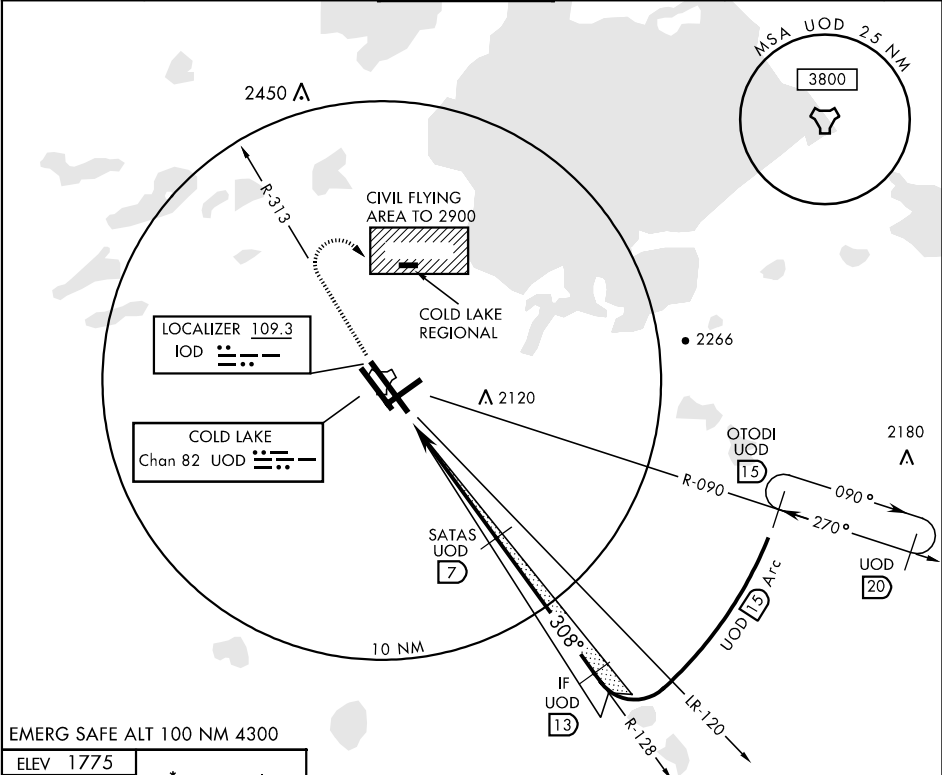 MSA UOD 25 NM
3800
2450
R-313
CIVIL FLYING
AREA TO 2900
COLD LAKE
REGIONAL
LOCALIZER 109.3
IOD
2266
2120
COLD LAKE
Chan 82 UOD
OTODI
UOD
15
2180
R-090
090°
270°
SATAS
UOD
7
UOD
20
UOD 15 Arc
308°
10 NM
IF
UOD
13
LR-120
R-128
EMERG SAFE ALT 100 NM 4300
ELEV 1775